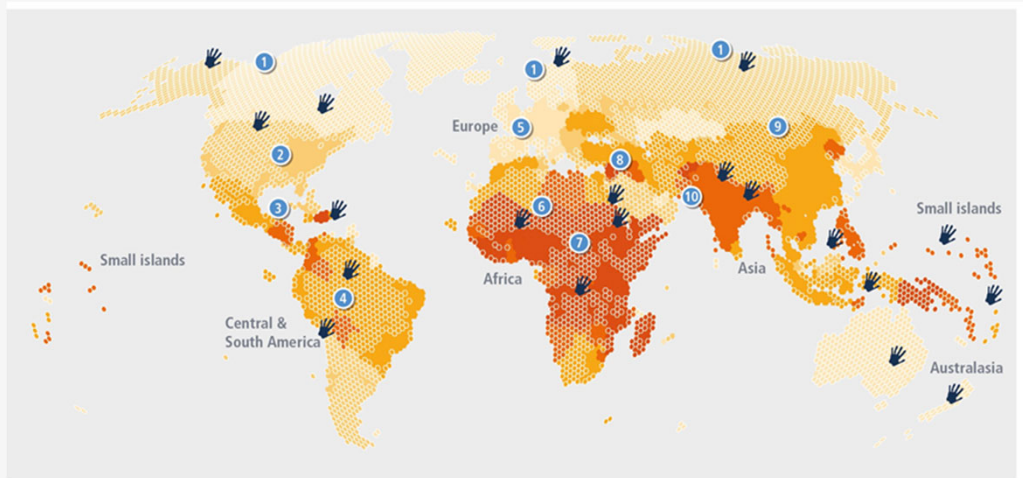 1
1
1
Europe
5
9
2
8
10
3
6
Small islands
7
Small islands
Asia
Africa
4
Central &
South America
Australasia